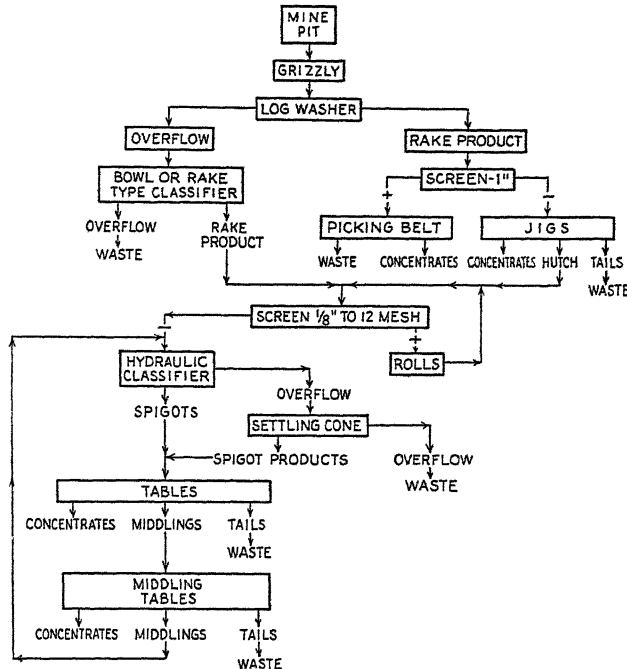 MINE
PIT
GRIZZLY
LOG WASHER
OVERFLOW
RAKE PRODUCT
BOWL OR RAKE
TYPE CLASSIFIER
SCREEN-1"
+
−
OVERFLOW
RAKE
PRODUCT
PICKING BELT
JIGS
WASTE
WASTE
CONCENTRATES
CONCENTRATES
HUTCH
TAILS
WASTE
SCREEN 1/8" TO 12 MESH
−
+
HYDRAULIC
CLASSIFIER
ROLLS
OVERFLOW
SPIGOTS
SETTLING CONE
SPIGOT PRODUCTS
OVERFLOW
WASTE
TABLES
CONCENTRATES
MIDDLINGS
TAILS
WASTE
MIDDLING
TABLES
CONCENTRATES
MIDDLINGS
TAILS
WASTE